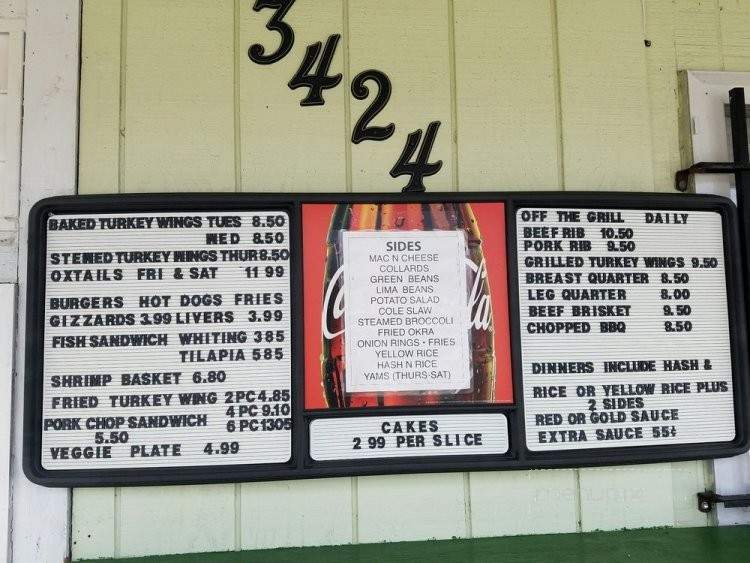 3424
BAKED TURKEY WINGS TUES 8.50
WED 8.50
STEWED TURKEY WINGS THUR 8.50
OXTAILS FRI & SAT 11 99
BURGERS HOT DOGS FRIES
GIZZARDS 3.99 LIVERS 3.99
FISH SANDWICH WHITING 3 85
TILAPIA 5 85
SHRIMP BASKET 6.80
FRIED TURKEY WING 2 PC 4.85
4 PC 9.10
PORK CHOP SANDWICH 6 PC 1305
5.50
VEGGIE PLATE 4.99
SIDES
MAC N CHEESE
COLLARDS
GREEN BEANS
LIMA BEANS
POTATO SALAD
COLE SLAW
STEAMED BROCCOLI
FRIED OKRA
ONION RINGS • FRIES
YELLOW RICE
HASH N RICE
YAMS (THURS-SAT)
CAKES
2 99 PER SLICE
OFF THE GRILL DAILY
BEEF RIB 10.50
PORK RIB 9.50
GRILLED TURKEY WINGS 9.50
BREAST QUARTER 8.50
LEG QUARTER 8.00
BEEF BRISKET 9.50
CHOPPED BBQ 8.50
DINNERS INCLUDE HASH &
RICE OR YELLOW RICE PLUS
2 SIDES
RED OR GOLD SAUCE
EXTRA SAUCE 55¢